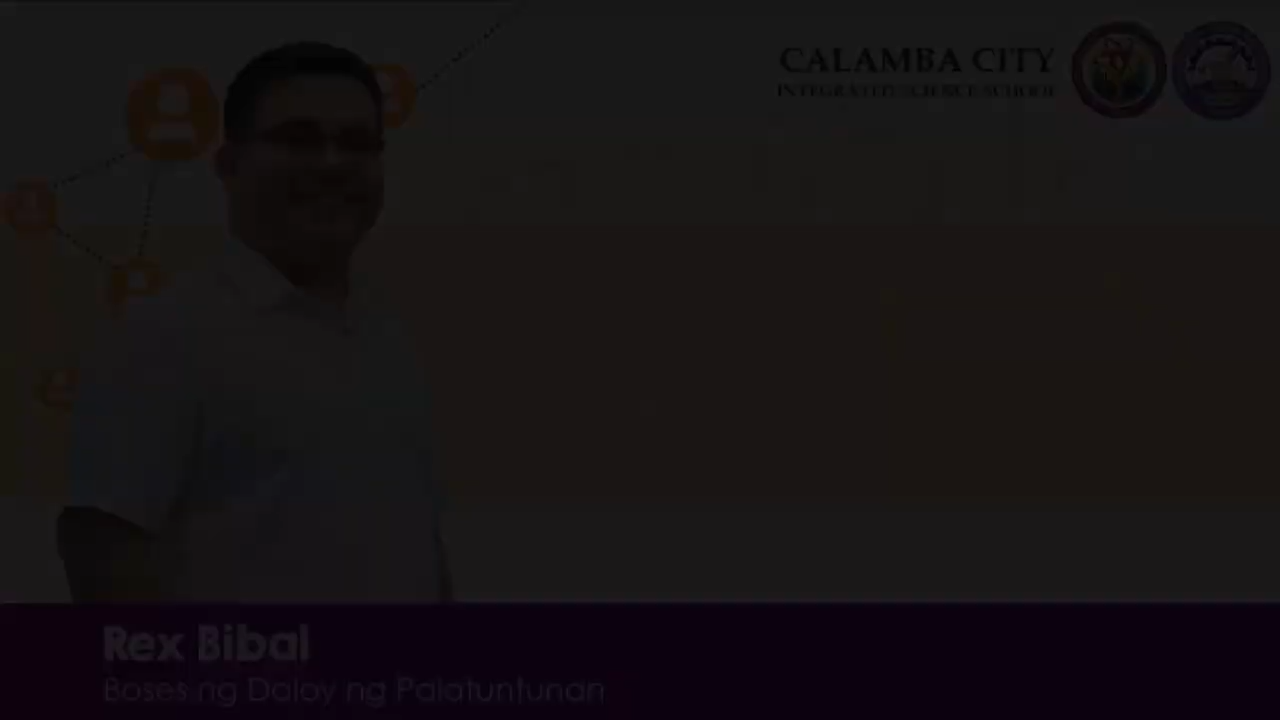 CALAMBA CITY
INTEGRATED SCIENCE SCHOOL
Rex Bibal
Boses ng Daloy ng Palatuntunan